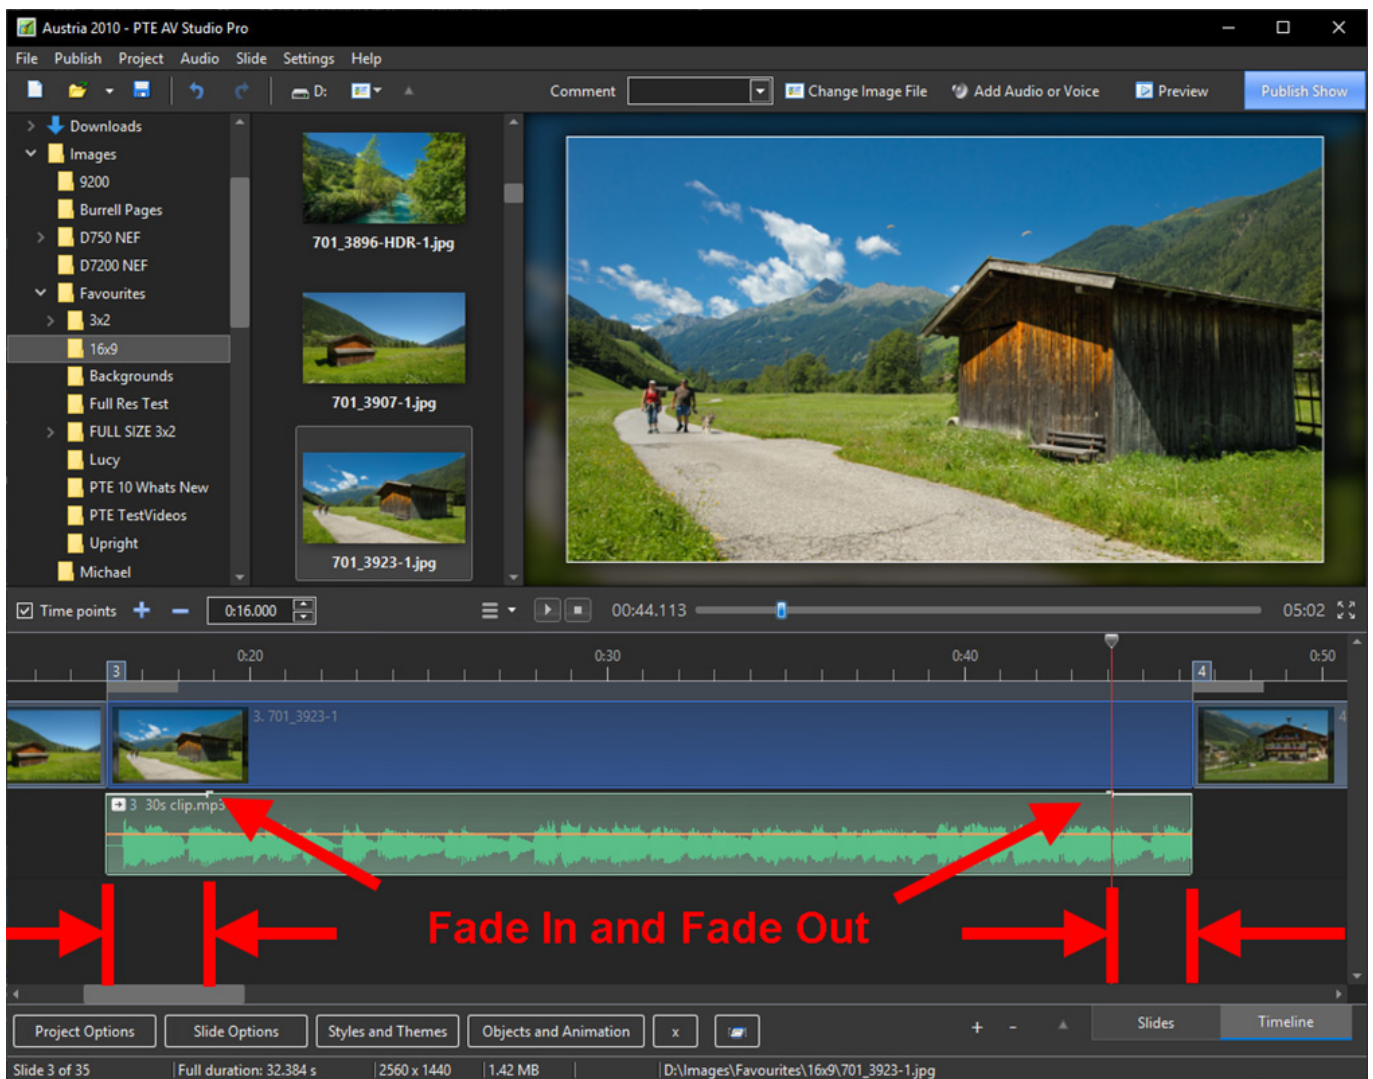 Austria 2010 - PTE AV Studio Pro
File Publish Project Audio Slide Settings Help
D: Comment Change Image File Add Audio or Voice Preview Publish Show
Downloads
Images
9200
Burrell Pages
D750 NEF
D7200 NEF
Favourites
3x2
16x9
Backgrounds
Full Res Test
FULL SIZE 3x2
Lucy
PTE 10 Whats New
PTE TestVideos
Upright
Michael
701_3896-HDR-1.jpg
701_3907-1.jpg
701_3923-1.jpg
Time points 0:16.000 00:44.113 05:02
0:20 0:30 0:40 0:50
3 4
3. 701_3923-1 4
3 30s clip.mp3
Fade In and Fade Out
Project Options Slide Options Styles and Themes Objects and Animation x + - Slides Timeline
Slide 3 of 35 Full duration: 32.384 s 2560 x 1440 1.42 MB D:\Images\Favourites\16x9\701_3923-1.jpg